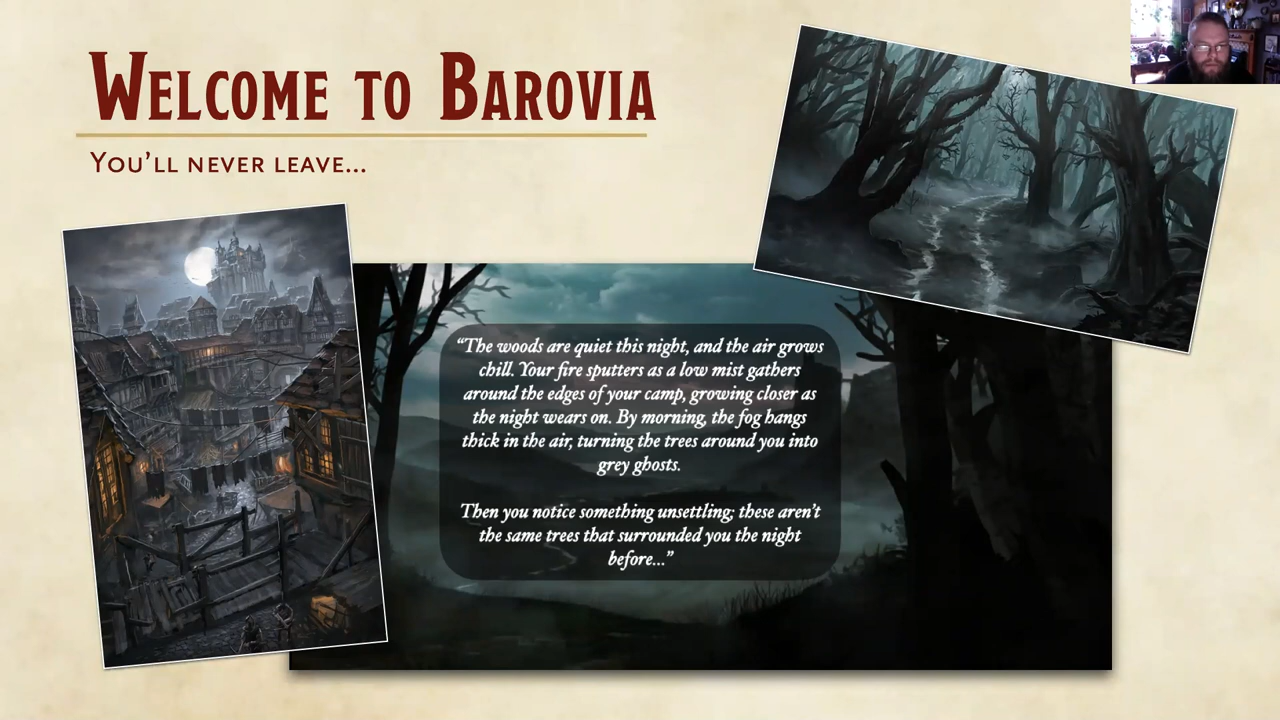 Welcome to Barovia
You'll never leave...
“The woods are quiet this night, and the air grows
chill. Your fire sputters as a low mist gathers
around the edges of your camp, growing closer as
the night wears on. By morning, the fog hangs
thick in the air, turning the trees around you into
grey ghosts.
Then you notice something unsettling; these aren't
the same trees that surrounded you the night
before...”